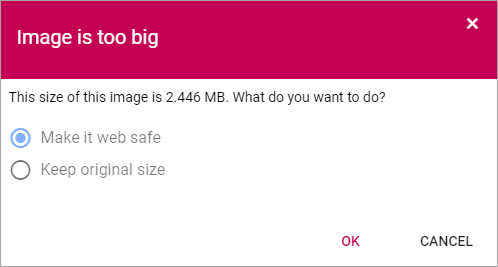 Image is too big
This size of this image is 2.446 MB. What do you want to do?
Make it web safe
Keep original size
OK CANCEL